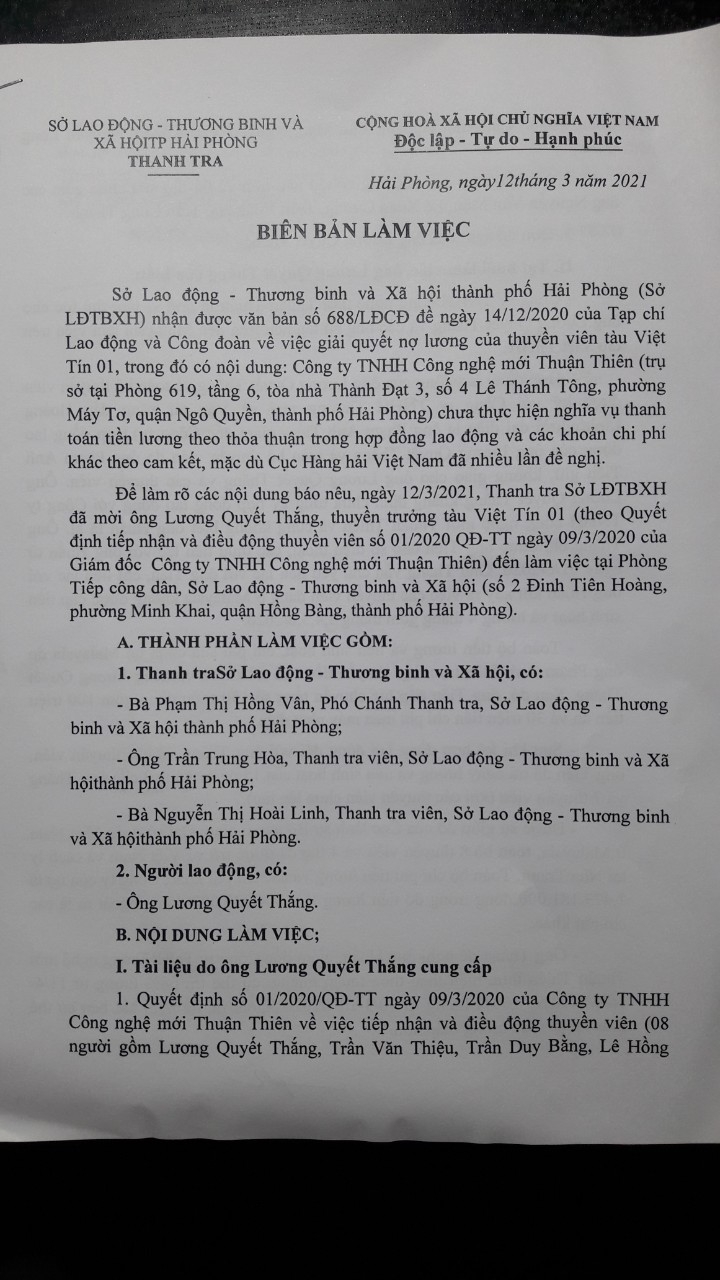 SỞ LAO ĐỘNG - THƯƠNG BINH VÀ
XÃ HỘITP HẢI PHÒNG
THANH TRA
CỘNG HOÀ XÃ HỘI CHỦ NGHĨA VIỆT NAM
Độc lập - Tự do - Hạnh phúc
Hải Phòng, ngày12tháng 3 năm 2021
BIÊN BẢN LÀM VIỆC
Sở Lao động - Thương binh và Xã hội thành phố Hải Phòng (Sở
LĐTBXH) nhận được văn bản số 688/LĐCĐ đề ngày 14/12/2020 của Tạp chí
Lao động và Công đoàn về việc giải quyết nợ lương của thuyền viên tàu Việt
Tín 01, trong đó có nội dung: Công ty TNHH Công nghệ mới Thuận Thiên (trụ
sở tại Phòng 619, tầng 6, tòa nhà Thành Đạt 3, số 4 Lê Thánh Tông, phường
Máy Tơ, quận Ngô Quyền, thành phố Hải Phòng) chưa thực hiện nghĩa vụ thanh
toán tiền lương theo thỏa thuận trong hợp đồng lao động và các khoản chi phí
khác theo cam kết, mặc dù Cục Hàng hải Việt Nam đã nhiều lần đề nghị.
Để làm rõ các nội dung báo nêu, ngày 12/3/2021, Thanh tra Sở LĐTBXH
đã mời ông Lương Quyết Thắng, thuyền trưởng tàu Việt Tín 01 (theo Quyết
định tiếp nhận và điều động thuyền viên số 01/2020 QĐ-TT ngày 09/3/2020 của
Giám đốc Công ty TNHH Công nghệ mới Thuận Thiên) đến làm việc tại Phòng
Tiếp công dân, Sở Lao động - Thương binh và Xã hội (số 2 Đinh Tiên Hoàng,
phường Minh Khai, quận Hồng Bàng, thành phố Hải Phòng).
A. THÀNH PHẦN LÀM VIỆC GỒM:
1. Thanh traSở Lao động - Thương binh và Xã hội, có:
- Bà Phạm Thị Hồng Vân, Phó Chánh Thanh tra, Sở Lao động - Thương
binh và Xã hội thành phố Hải Phòng;
- Ông Trần Trung Hòa, Thanh tra viên, Sở Lao động - Thương binh và Xã
hộithành phố Hải Phòng;
- Bà Nguyễn Thị Hoài Linh, Thanh tra viên, Sở Lao động - Thương binh
và Xã hộithành phố Hải Phòng.
2. Người lao động, có:
- Ông Lương Quyết Thắng.
B. NỘI DUNG LÀM VIỆC;
I. Tài liệu do ông Lương Quyết Thắng cung cấp
1. Quyết định số 01/2020/QĐ-TT ngày 09/3/2020 của Công ty TNHH
Công nghệ mới Thuận Thiên về việc tiếp nhận và điều động thuyền viên (08
người gồm Lương Quyết Thắng, Trần Văn Thiệu, Trần Duy Bằng, Lê Hồng